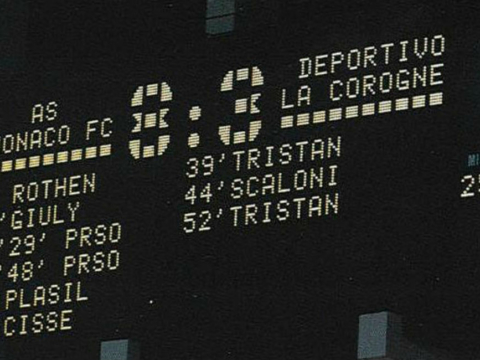 AS
ONACO FC
8:3
DEPORTIVO
LA COROGNE
ROTHEN
'GIULY
'29' PRSO
'48' PRSO
PLASIL
CISSE
39'TRISTAN
44'SCALONI
52'TRISTAN